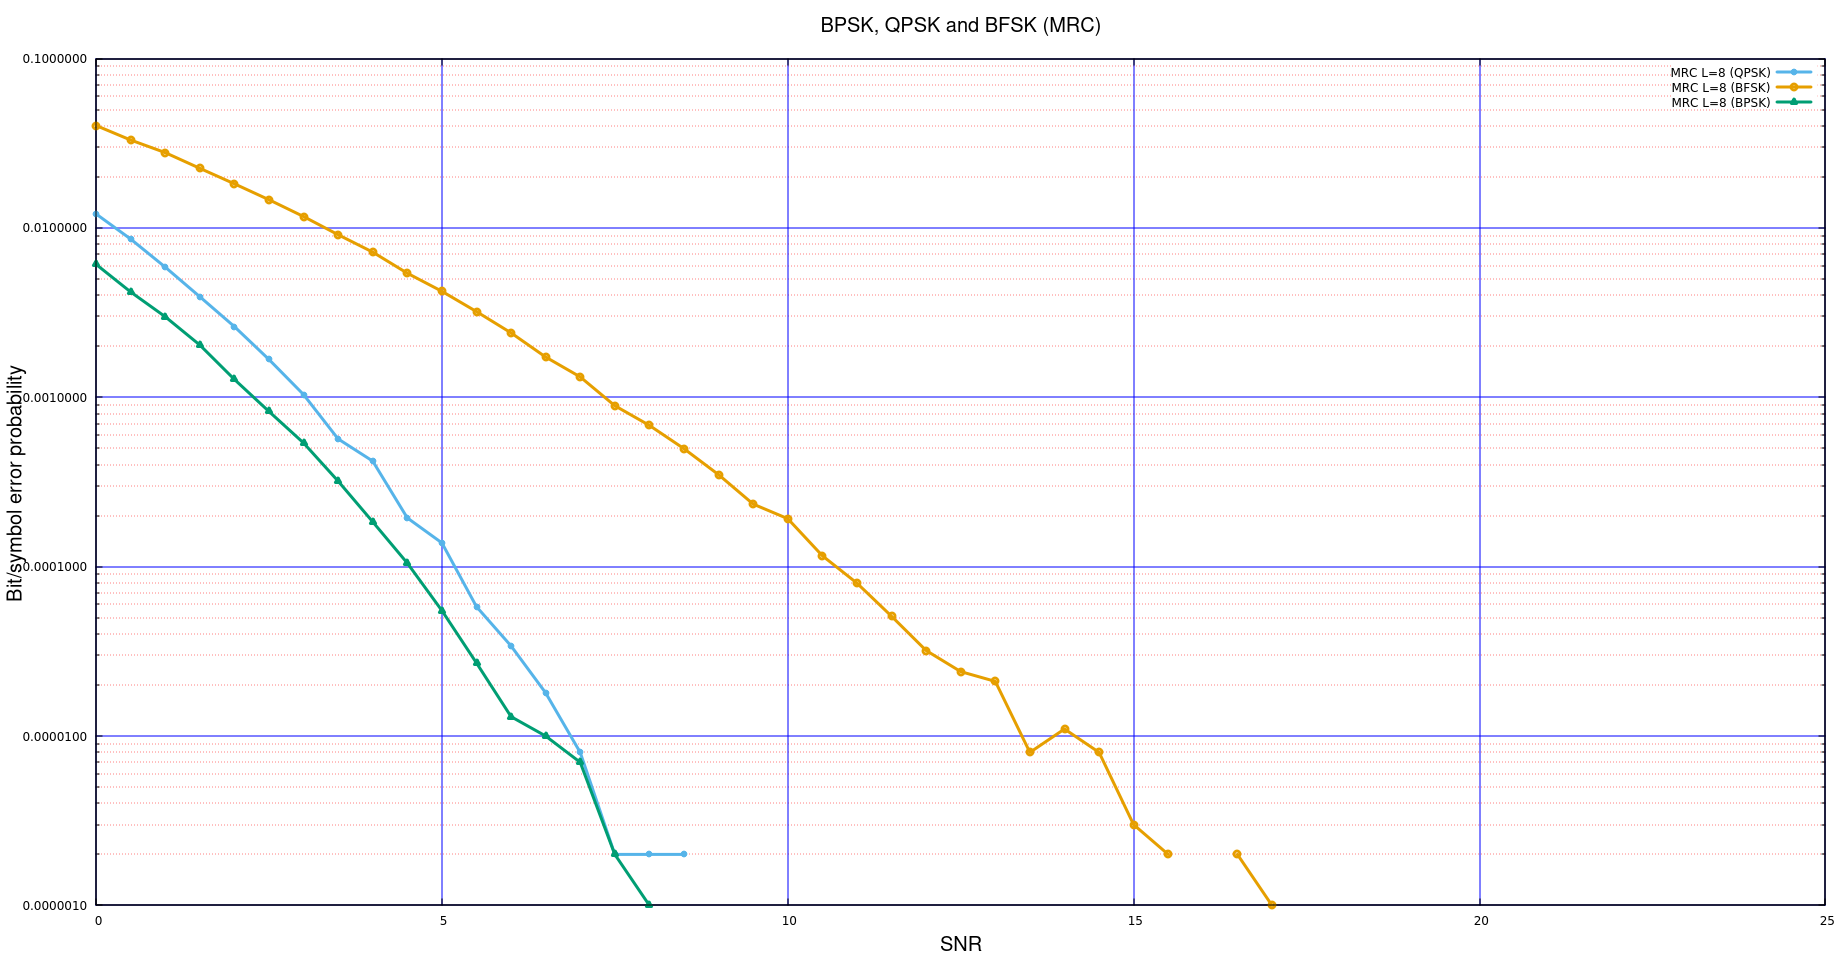 BPSK, QPSK and BFSK (MRC)
0.1000000
MRC L=8 (QPSK)
MRC L=8 (BFSK)
MRC L=8 (BPSK)
0.0100000
0.0010000
0.0001000
0.0000100
0.0000010
Bit/symbol error probability
0 5 10 15 20 25
SNR